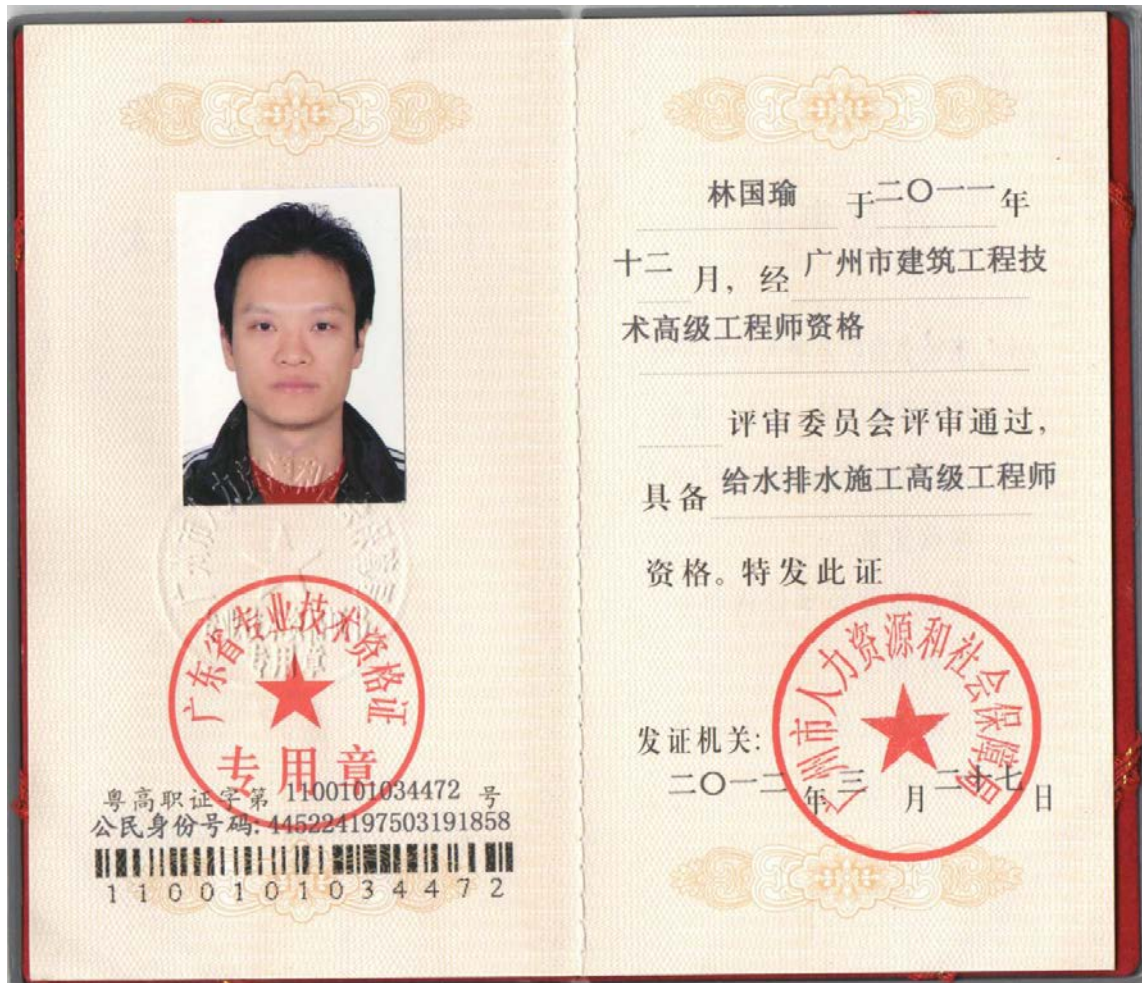 广东省专业技术资格证
专用章
粤高职证字第 1100101034472 号
公民身份号码: 445224197503191858
1100101034472
林国瑜 于二〇一一年
十二月, 经广州市建筑工程技
术高级工程师资格
评审委员会评审通过,
具备 给水排水施工高级工程师
资格。特发此证
广州市人力资源和社会保障局
发证机关:
二〇一二年三月二十七日